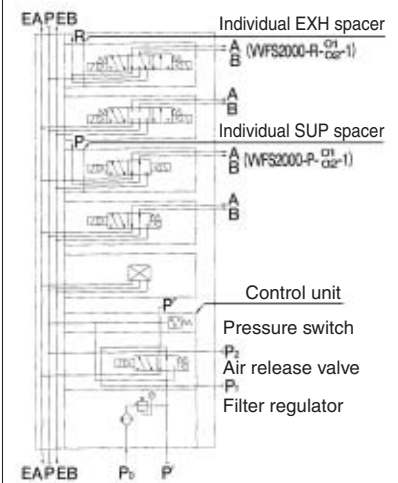 EAPEB
Individual EXH spacer
R
A
B (VVFS2000-R-01/02-1)
A
B
Individual SUP spacer
P
A
B (VVFS2000-P-01/02-1)
A
B
Control unit
P'
Pressure switch
P2
Air release valve
P1
Filter regulator
EAPEB P0 P'